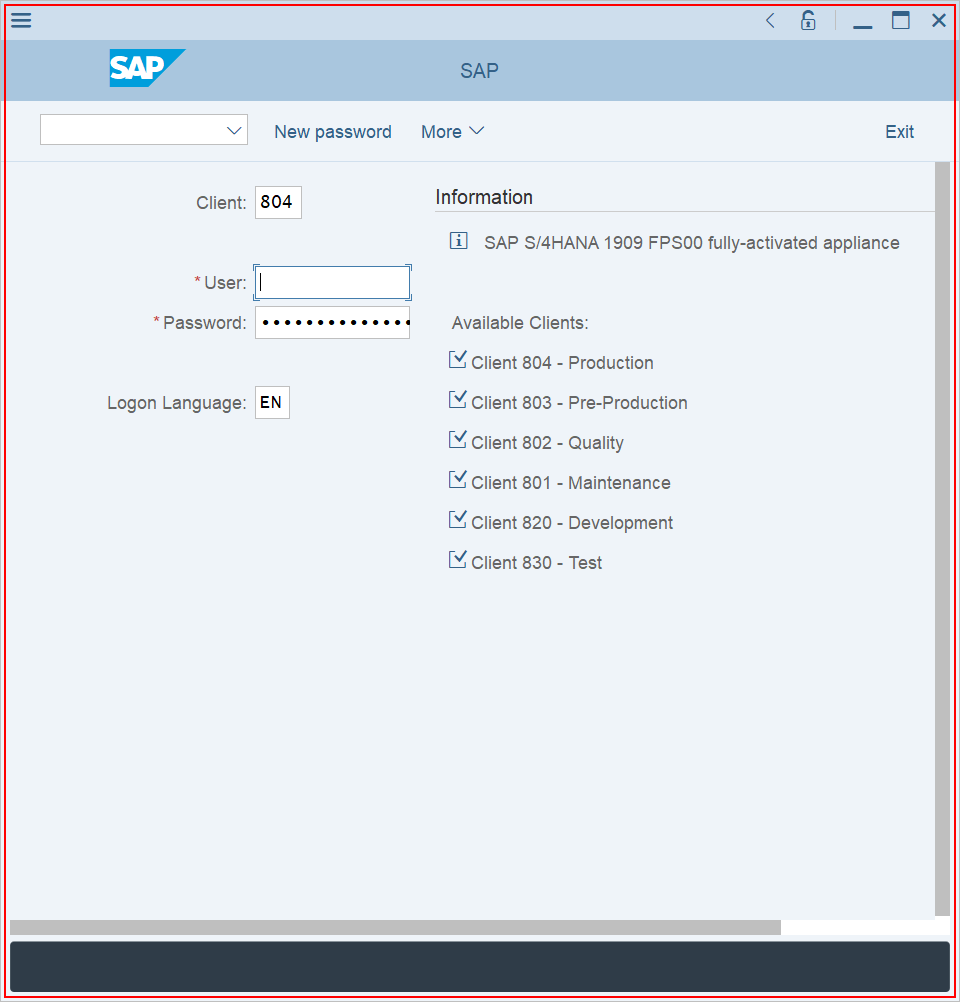 SAP
SAP
New password
More
Exit
Client: 804
Information
SAP S/4HANA 1909 FPS00 fully-activated appliance
* User:
* Password: ••••••••••••••
Available Clients:
Client 804 - Production
Logon Language: EN
Client 803 - Pre-Production
Client 802 - Quality
Client 801 - Maintenance
Client 820 - Development
Client 830 - Test